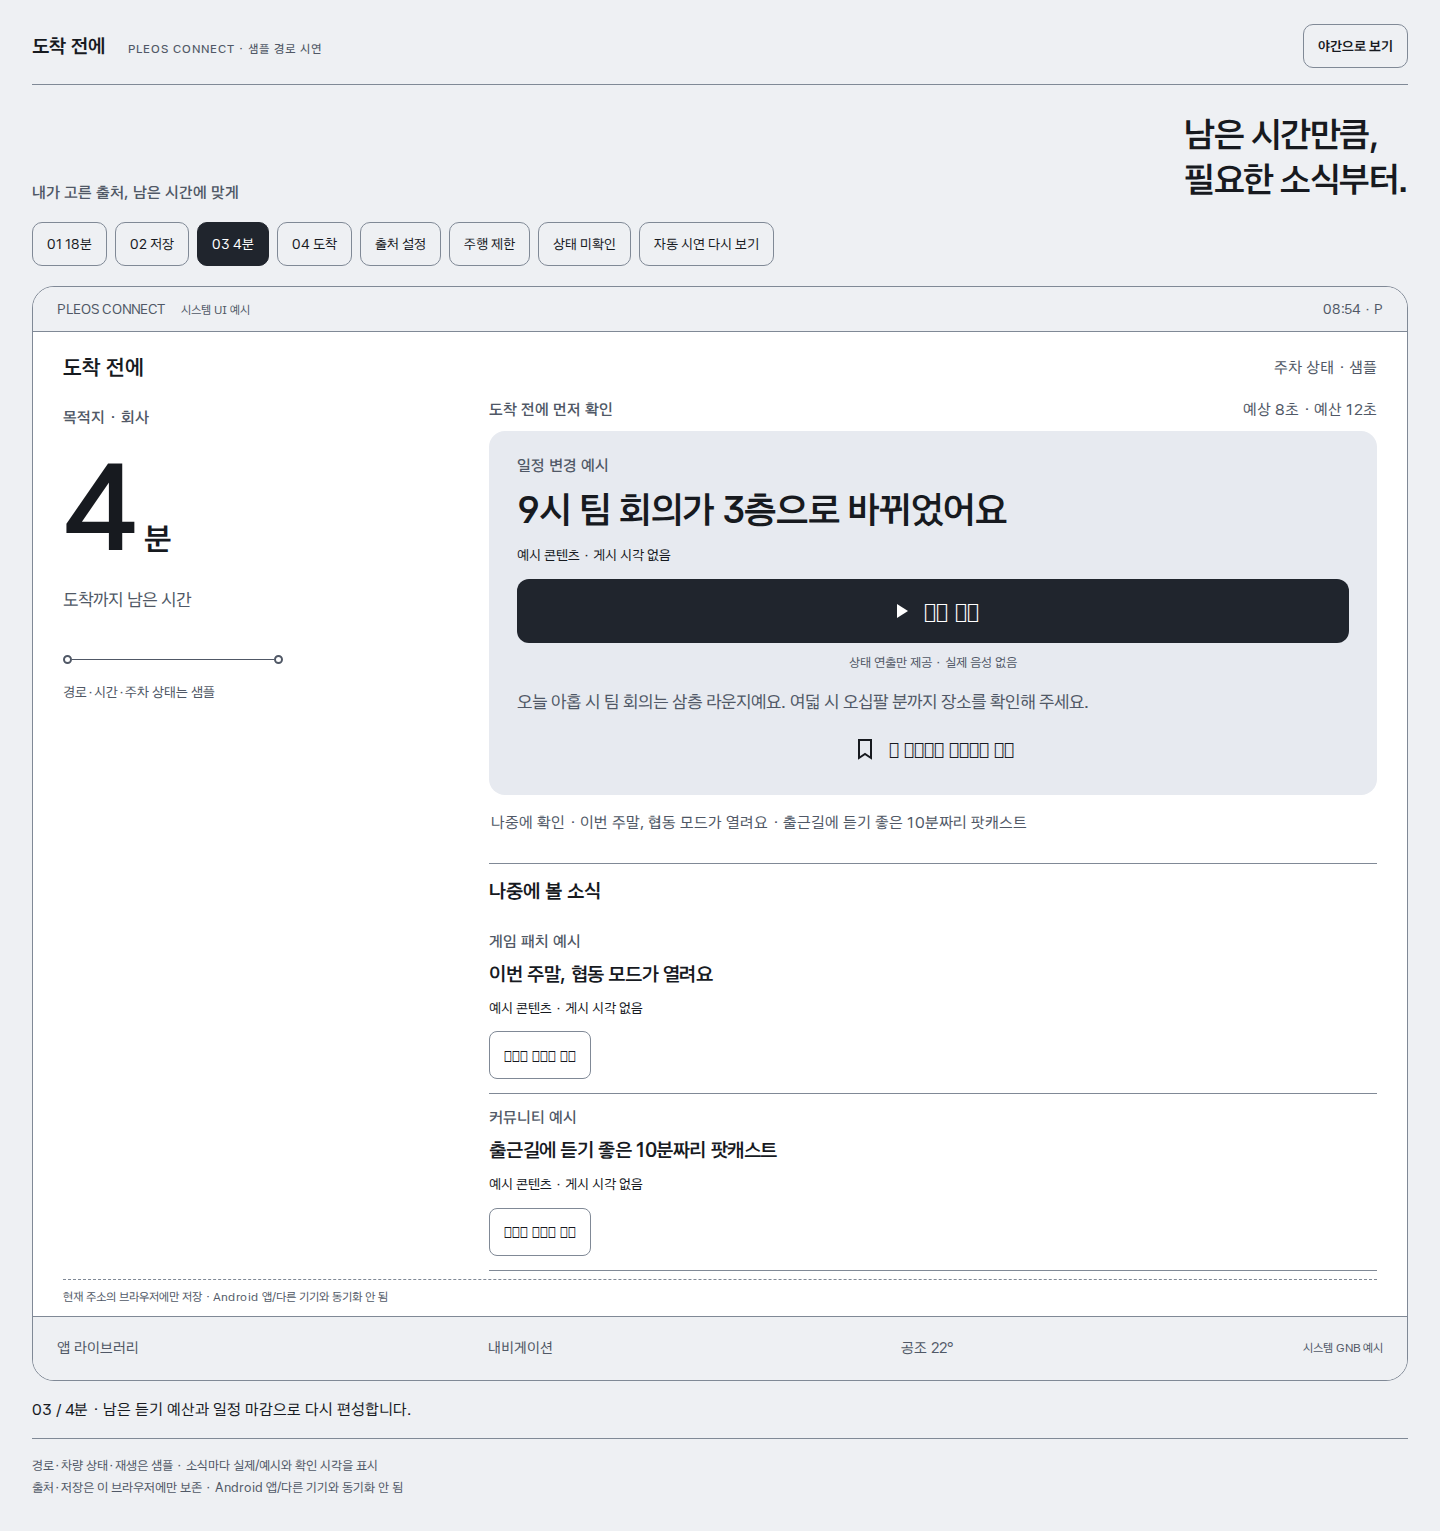 도착 전에 PLEOS CONNECT · 샘플 경로 시연
야간으로 보기
남은 시간만큼,
필요한 소식부터.
내가 고른 출처, 남은 시간에 맞게
01 18분
02 저장
03 4분
04 도착
출처 설정
주행 제한
상태 미확인
자동 시연 다시 보기
PLEOS CONNECT 시스템 UI 예시
08:54 · P
도착 전에
주차 상태 · 샘플
목적지 · 회사
4분
도착까지 남은 시간
경로·시간·주차 상태는 샘플
도착 전에 먼저 확인
예상 8초 · 예산 12초
일정 변경 예시
9시 팀 회의가 3층으로 바뀌었어요
예시 콘텐츠 · 게시 시각 없음
상태 연출만 제공 · 실제 음성 없음
오늘 아홉 시 팀 회의는 삼층 라운지예요. 여덟 시 오십팔 분까지 장소를 확인해 주세요.
나중에 확인 · 이번 주말, 협동 모드가 열려요 · 출근길에 듣기 좋은 10분짜리 팟캐스트
나중에 볼 소식
게임 패치 예시
이번 주말, 협동 모드가 열려요
예시 콘텐츠 · 게시 시각 없음
커뮤니티 예시
출근길에 듣기 좋은 10분짜리 팟캐스트
예시 콘텐츠 · 게시 시각 없음
현재 주소의 브라우저에만 저장 · Android 앱/다른 기기와 동기화 안 됨
앱 라이브러리
내비게이션
공조 22°
시스템 GNB 예시
03 / 4분 · 남은 듣기 예산과 일정 마감으로 다시 편성합니다.
경로·차량 상태·재생은 샘플 · 소식마다 실제/예시와 확인 시각을 표시
출처·저장은 이 브라우저에만 보존 · Android 앱/다른 기기와 동기화 안 됨